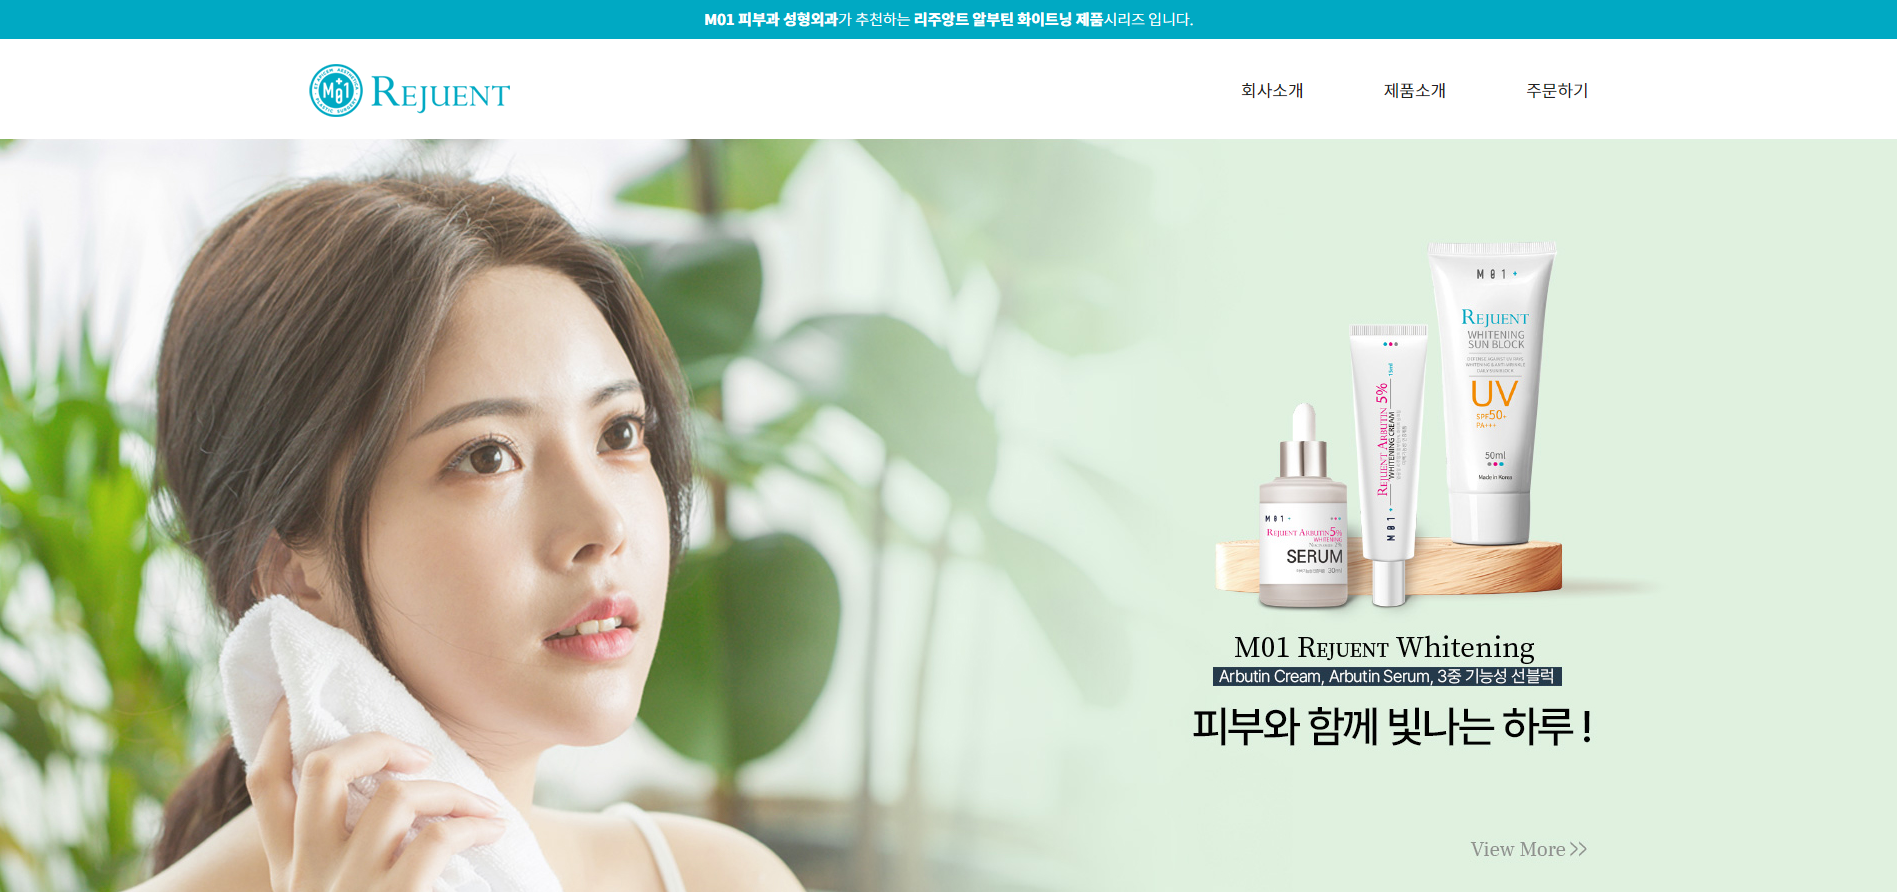 M01 피부과 성형외과가 추천하는 리주앙트 알부틴 화이트닝 제품시리즈 입니다.
M01
REJUENT
회사소개
제품소개
주문하기
M01
REJUENT
WHITENING
SUN BLOCK
UV
SPF50+
PA+++
50ml
Made in Korea
15ml
REJUENT ARBUTIN 5%
WHITENING CREAM
M01
M01
REJUENT ARBUTIN5%
WHITENING
SERUM
30ml
M01 REJUENT Whitening
Arbutin Cream, Arbutin Serum, 3중 기능성 선블럭
피부와 함께 빛나는 하루 !
View More